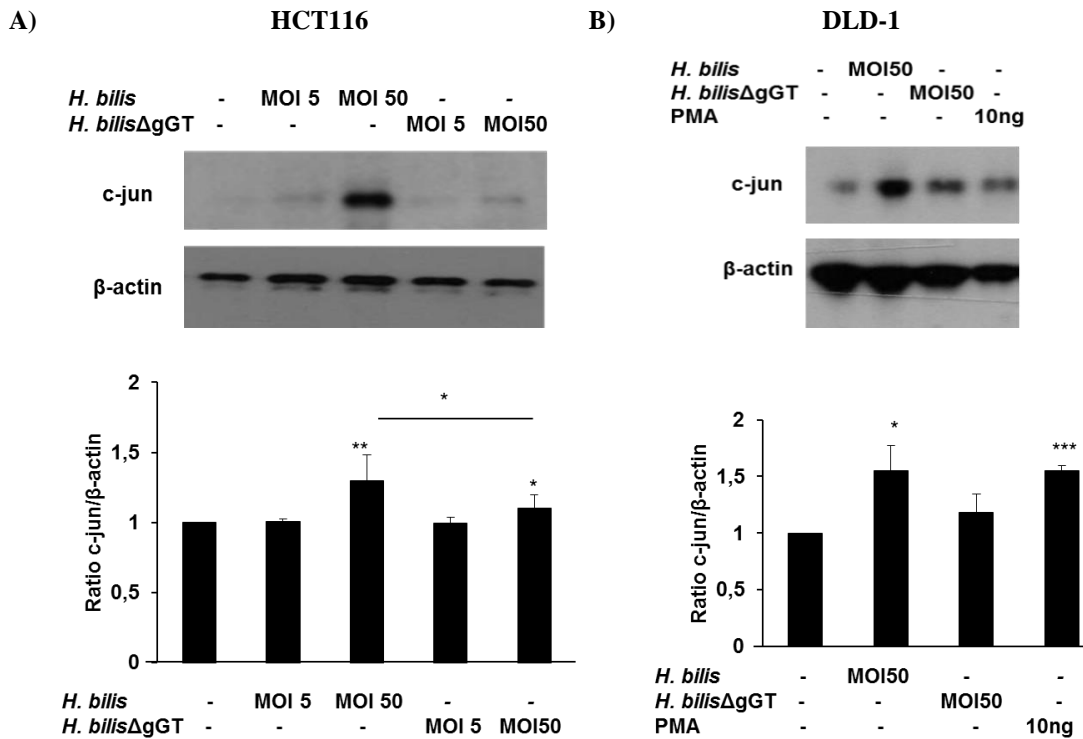 A) HCT116
H. bilis - MOI 5 MOI 50 - -
H. bilisΔgGT - - - MOI 5 MOI50
c-jun
β-actin
2
1,5
1
0,5
0
Ratio c-jun/β-actin
* ** *
H. bilis - MOI 5 MOI 50 - -
H. bilisΔgGT - - - MOI 5 MOI50
B) DLD-1
H. bilis - MOI50 - -
H. bilisΔgGT - - MOI50 -
PMA - - - 10ng
c-jun
β-actin
2
1,5
1
0,5
0
Ratio c-jun/β-actin
* ***
H. bilis - MOI50 - -
H. bilisΔgGT - - MOI50 -
PMA - - - 10ng